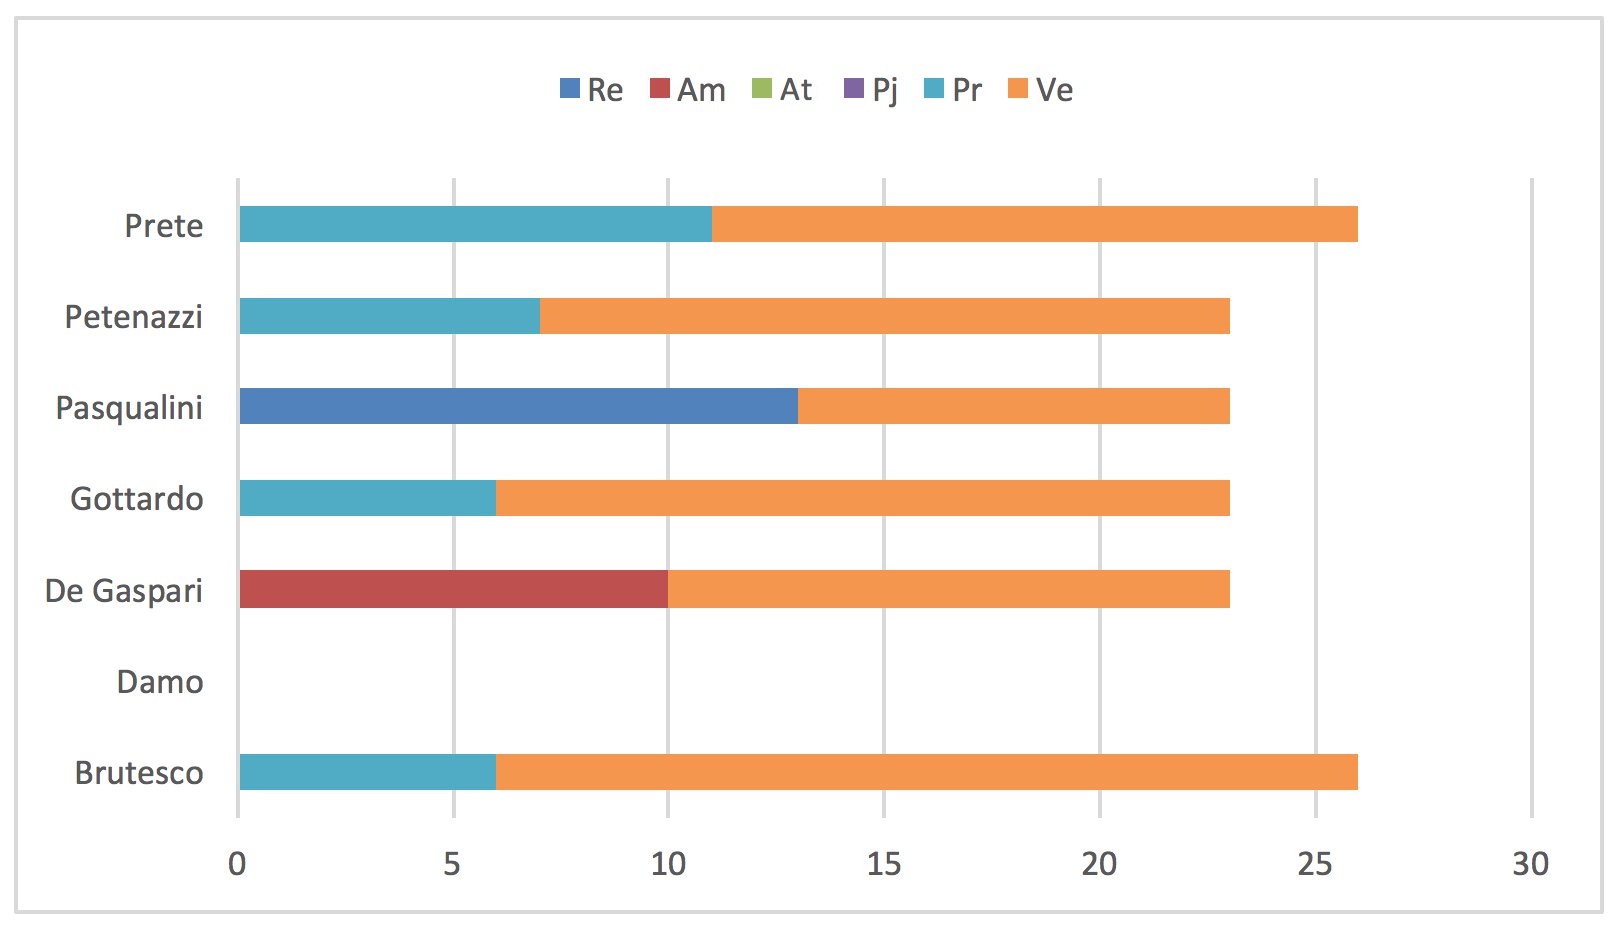 Re Am At Pj Pr Ve
Prete
Petenazzi
Pasqualini
Gottardo
De Gaspari
Damo
Brutesco
0 5 10 15 20 25 30